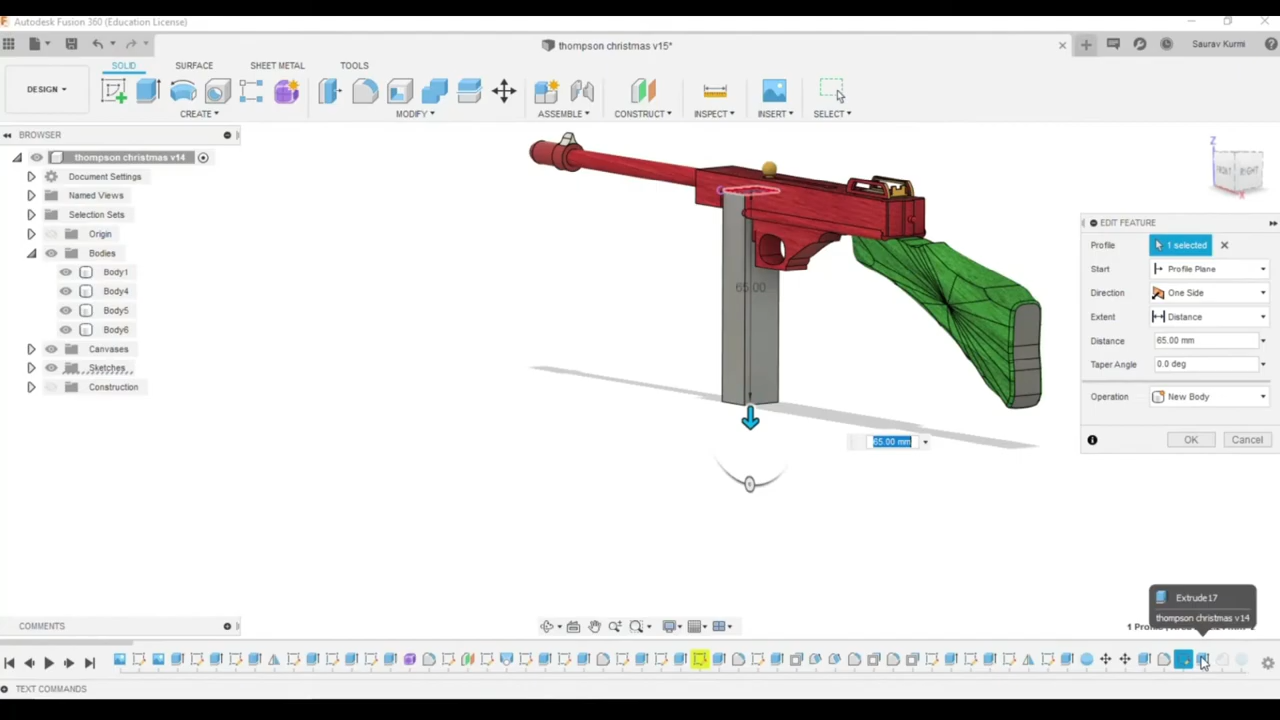 Autodesk Fusion 360 (Education License)
thompson christmas v15*
Saurav Kurmi
SOLID
SURFACE
SHEET METAL
TOOLS
DESIGN
CREATE
MODIFY
ASSEMBLE
CONSTRUCT
INSPECT
INSERT
SELECT
BROWSER
thompson christmas v14
Document Settings
Named Views
Selection Sets
Origin
Bodies
Body1
Body4
Body5
Body6
Canvases
Sketches
Construction
65.00
65.00 mm
Z
FRONT
RIGHT
X
EDIT FEATURE
Profile 1 selected
Start Profile Plane
Direction One Side
Extent Distance
Distance 65.00 mm
Taper Angle 0.0 deg
Operation New Body
OK Cancel
Extrude17
thompson christmas v14
COMMENTS
TEXT COMMANDS